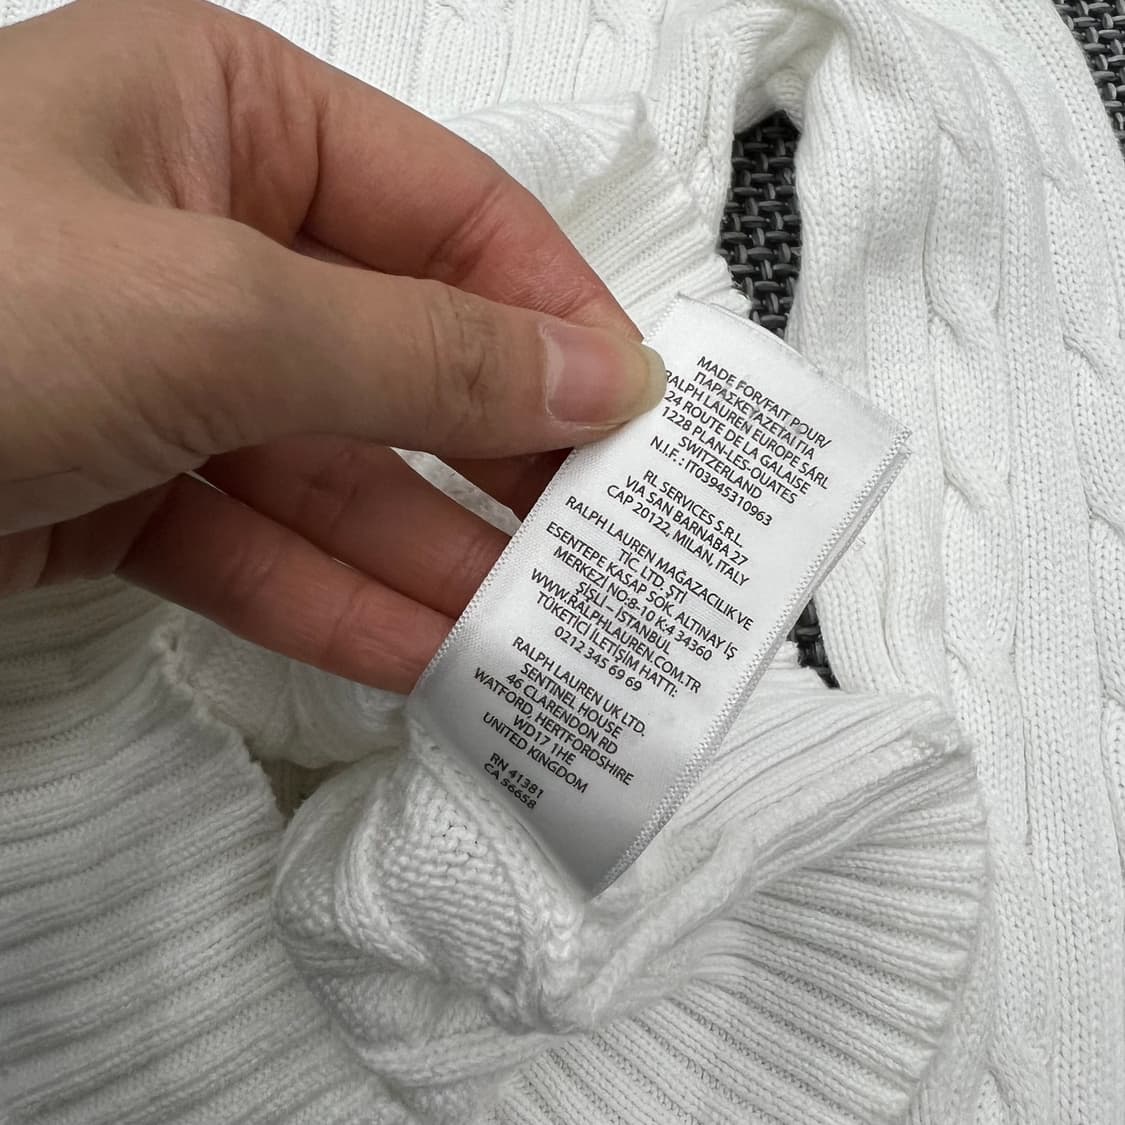 MADE FOR/FAIT POUR/
ΠΑΡΑΣΚΕΥΑΖΕΤΑΙ ΓΙΑ
RALPH LAUREN EUROPE SÀRL
24 ROUTE DE LA GALAISE
1228 PLAN-LES-OUATES
SWITZERLAND
N.I.F.: IT03945310963
RL SERVICES S.R.L
VIA SAN BARNABA 27
CAP 20122, MILAN, ITALY
RALPH LAUREN MAĞAZACILIK VE
TİC. LTD. ŞTİ
ESENTEPE KASAP SOK. ALTINAY İŞ
MERKEZİ NO:8-10 K:4 34360
ŞİŞLİ – İSTANBUL
WWW.RALPHLAUREN.COM.TR
TÜKETİCİ İLETİŞİM HATTI:
0212 345 69 69
RALPH LAUREN UK LTD.
SENTINEL HOUSE
46 CLARENDON RD
WATFORD, HERTFORDSHIRE
WD17 1HE
UNITED KINGDOM
RN 41381
CA 56658